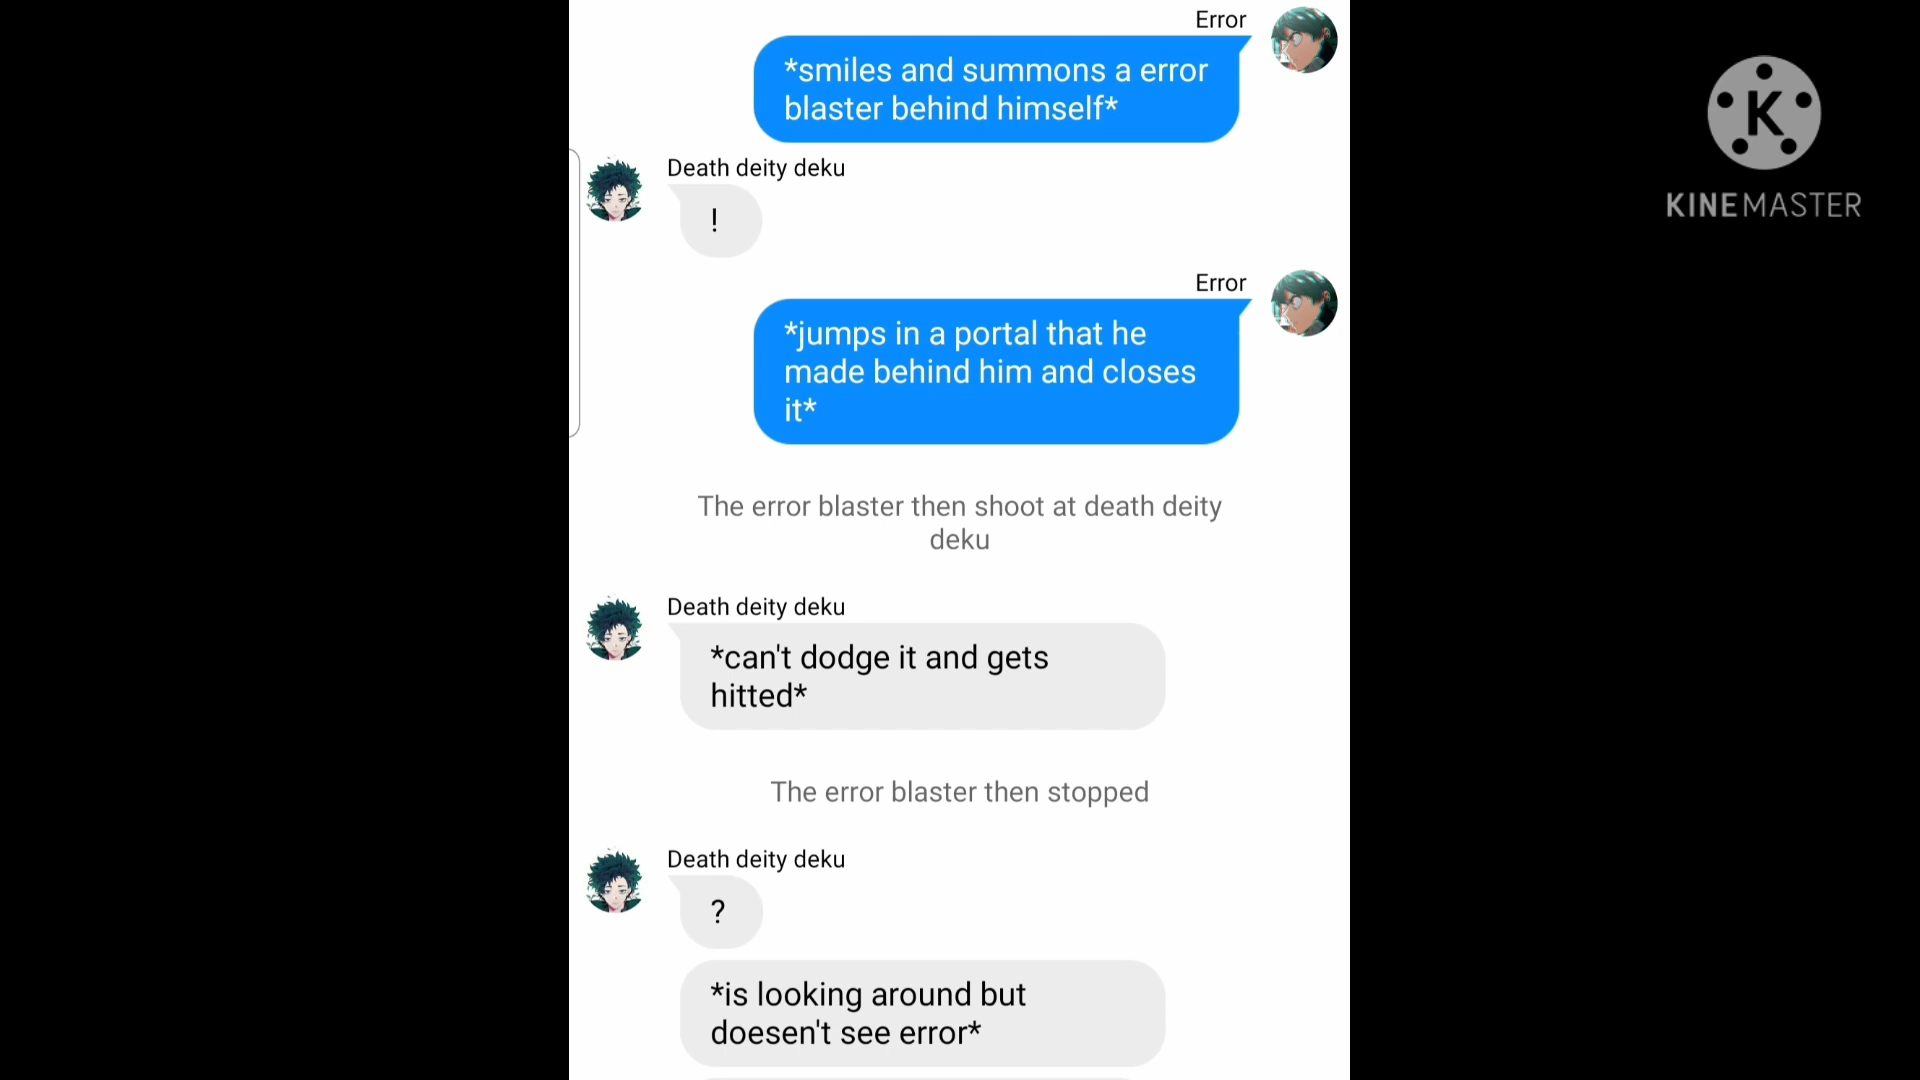 Error
*smiles and summons a error
blaster behind himself*
Death deity deku
!
Error
*jumps in a portal that he
made behind him and closes
it*
The error blaster then shoot at death deity
deku
Death deity deku
*can't dodge it and gets
hitted*
The error blaster then stopped
Death deity deku
?
*is looking around but
doesen't see error*
K
KINEMASTER